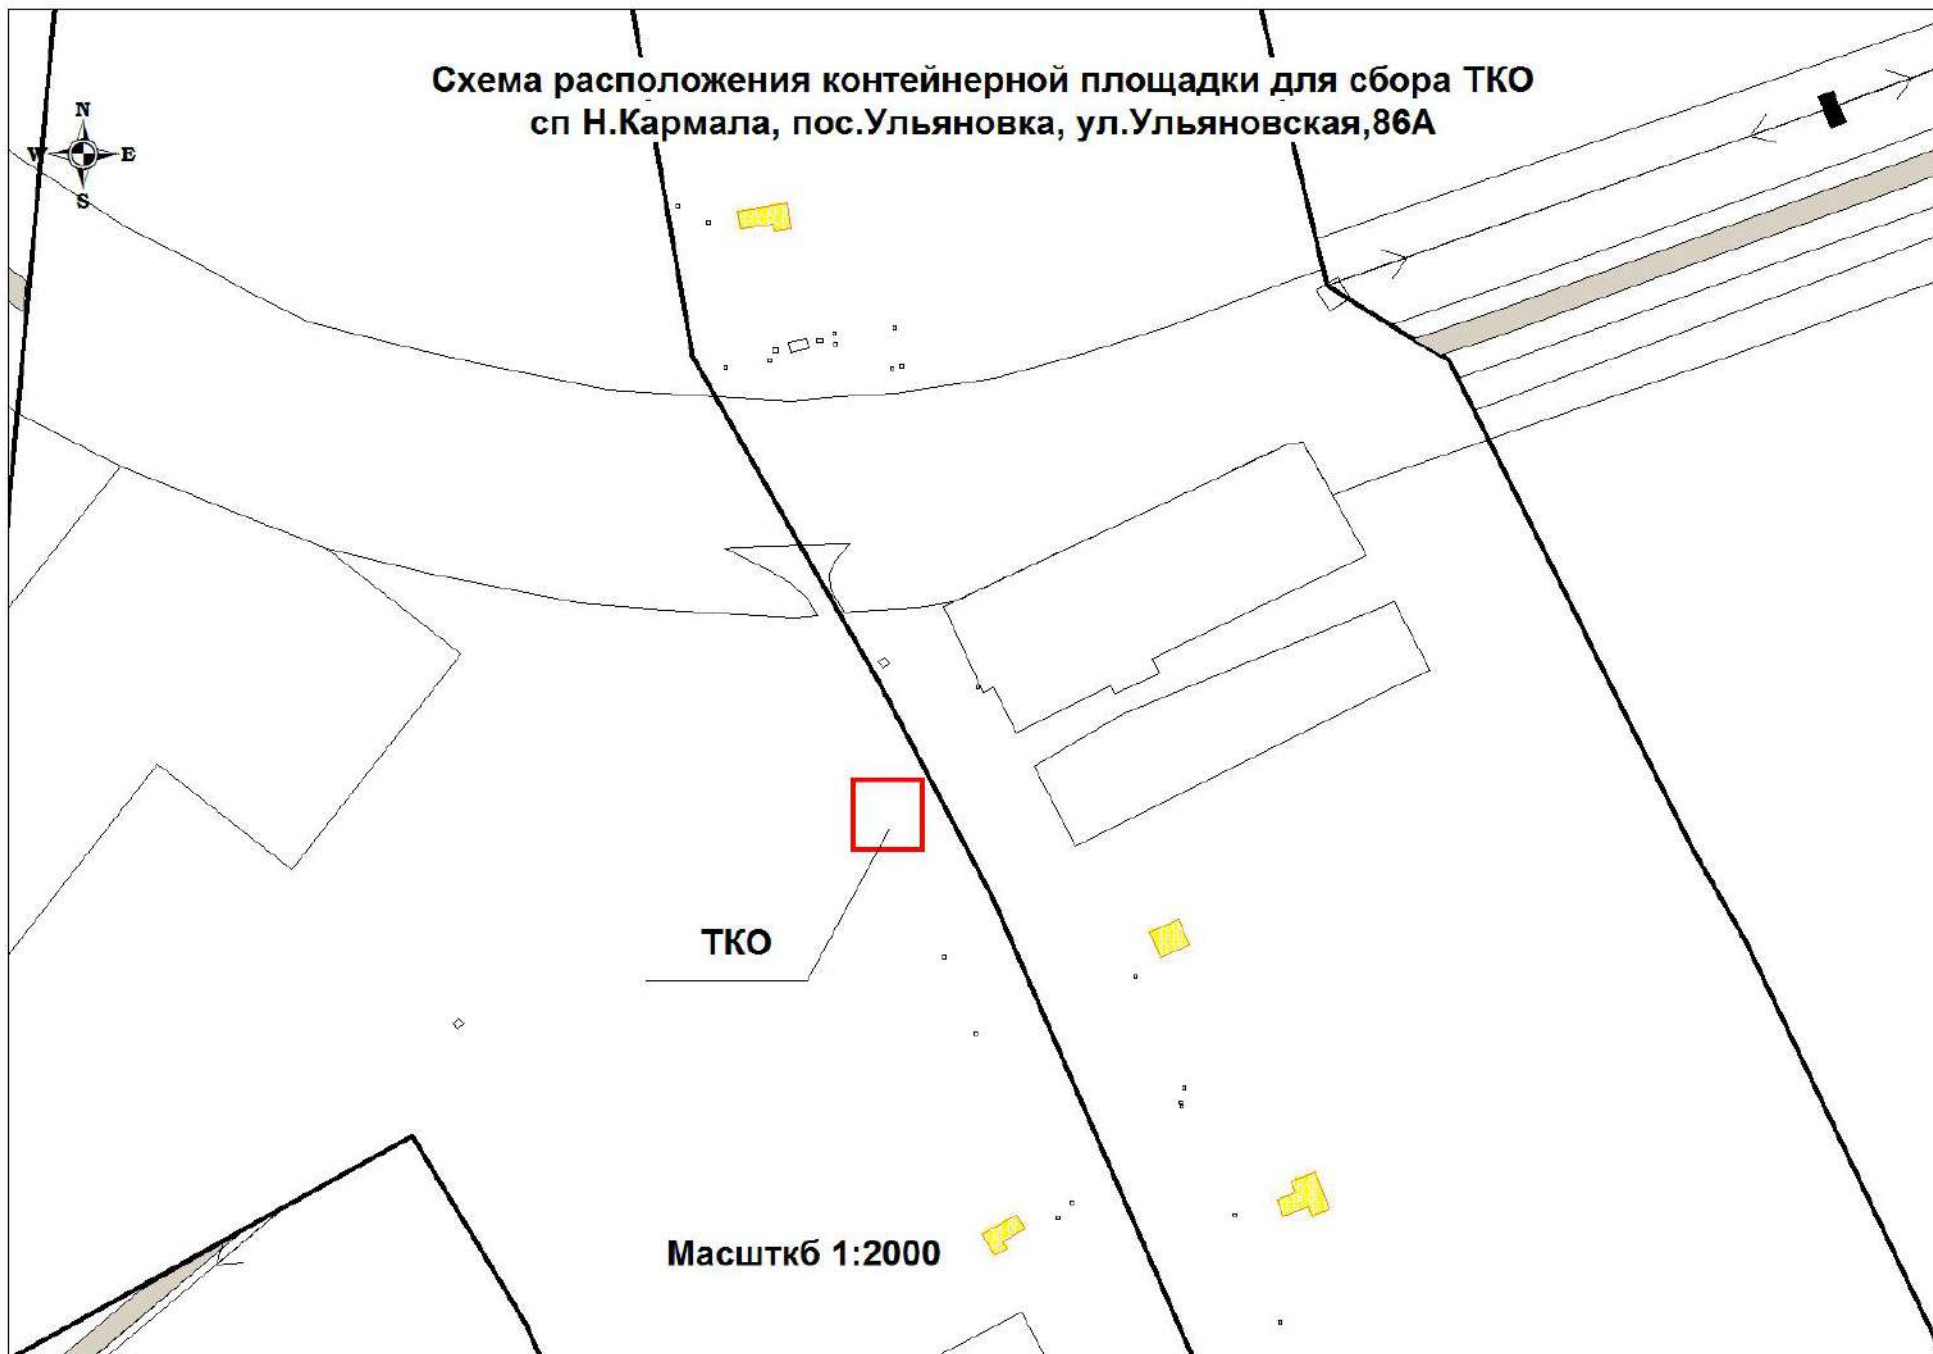 Схема расположения контейнерной площадки для сбора ТКО
сп Н.Кармала, пос.Ульяновка, ул.Ульяновская,86А
N
W E
S
ТКО
Масшткб 1:2000